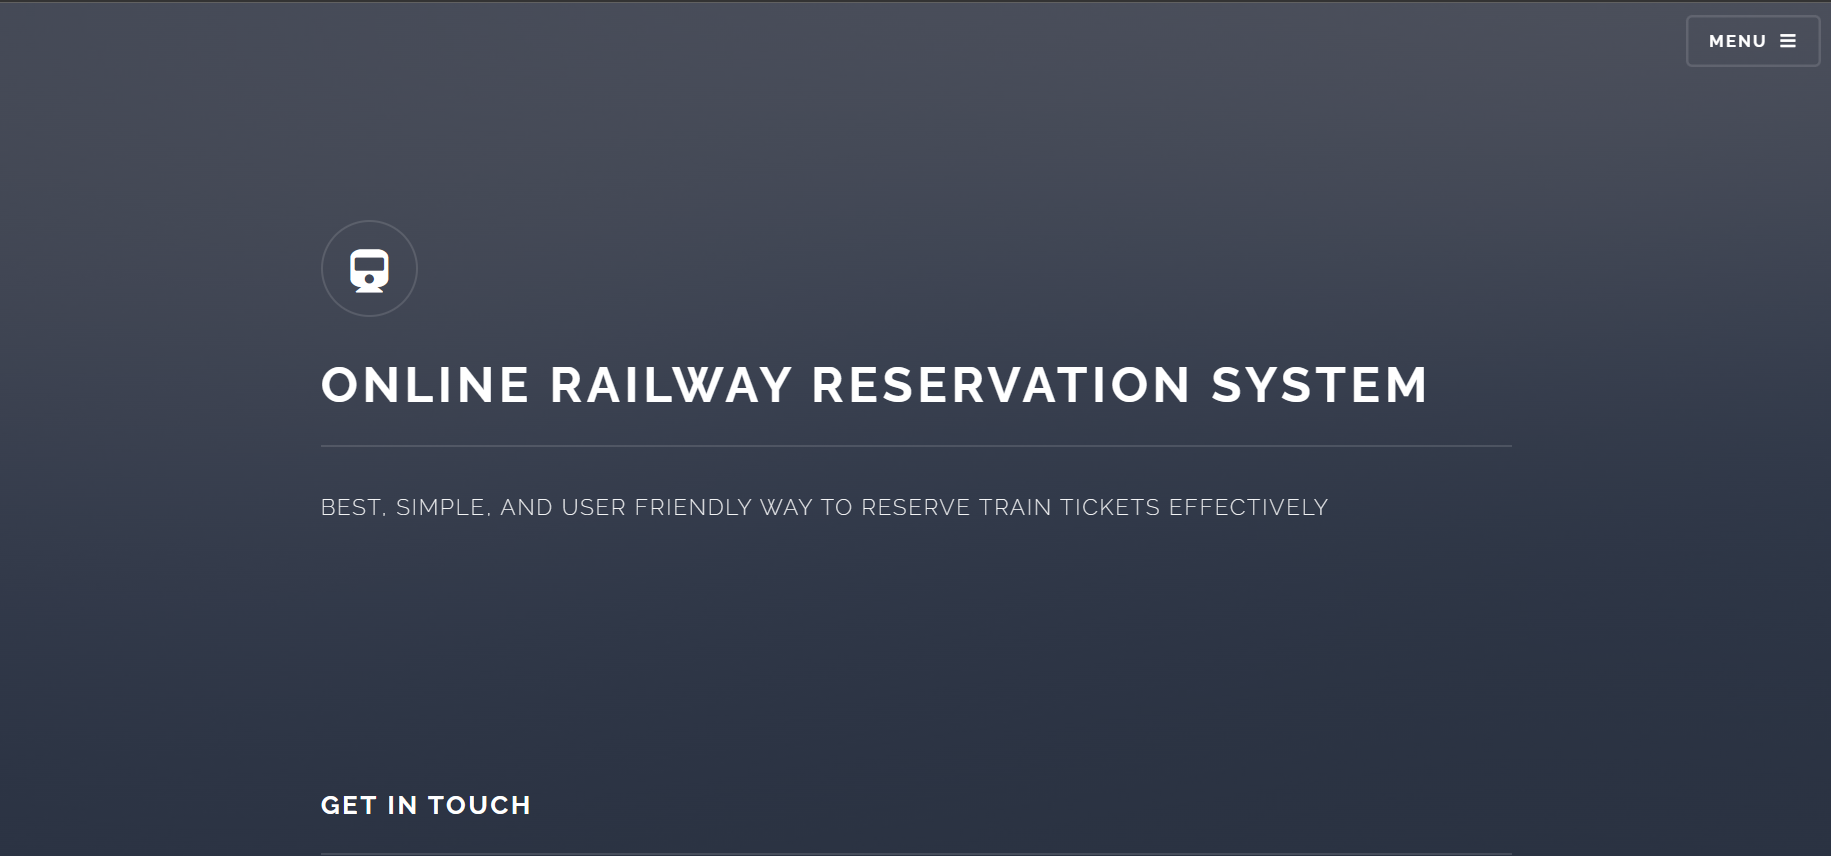 MENU
ONLINE RAILWAY RESERVATION SYSTEM
BEST, SIMPLE, AND USER FRIENDLY WAY TO RESERVE TRAIN TICKETS EFFECTIVELY
GET IN TOUCH